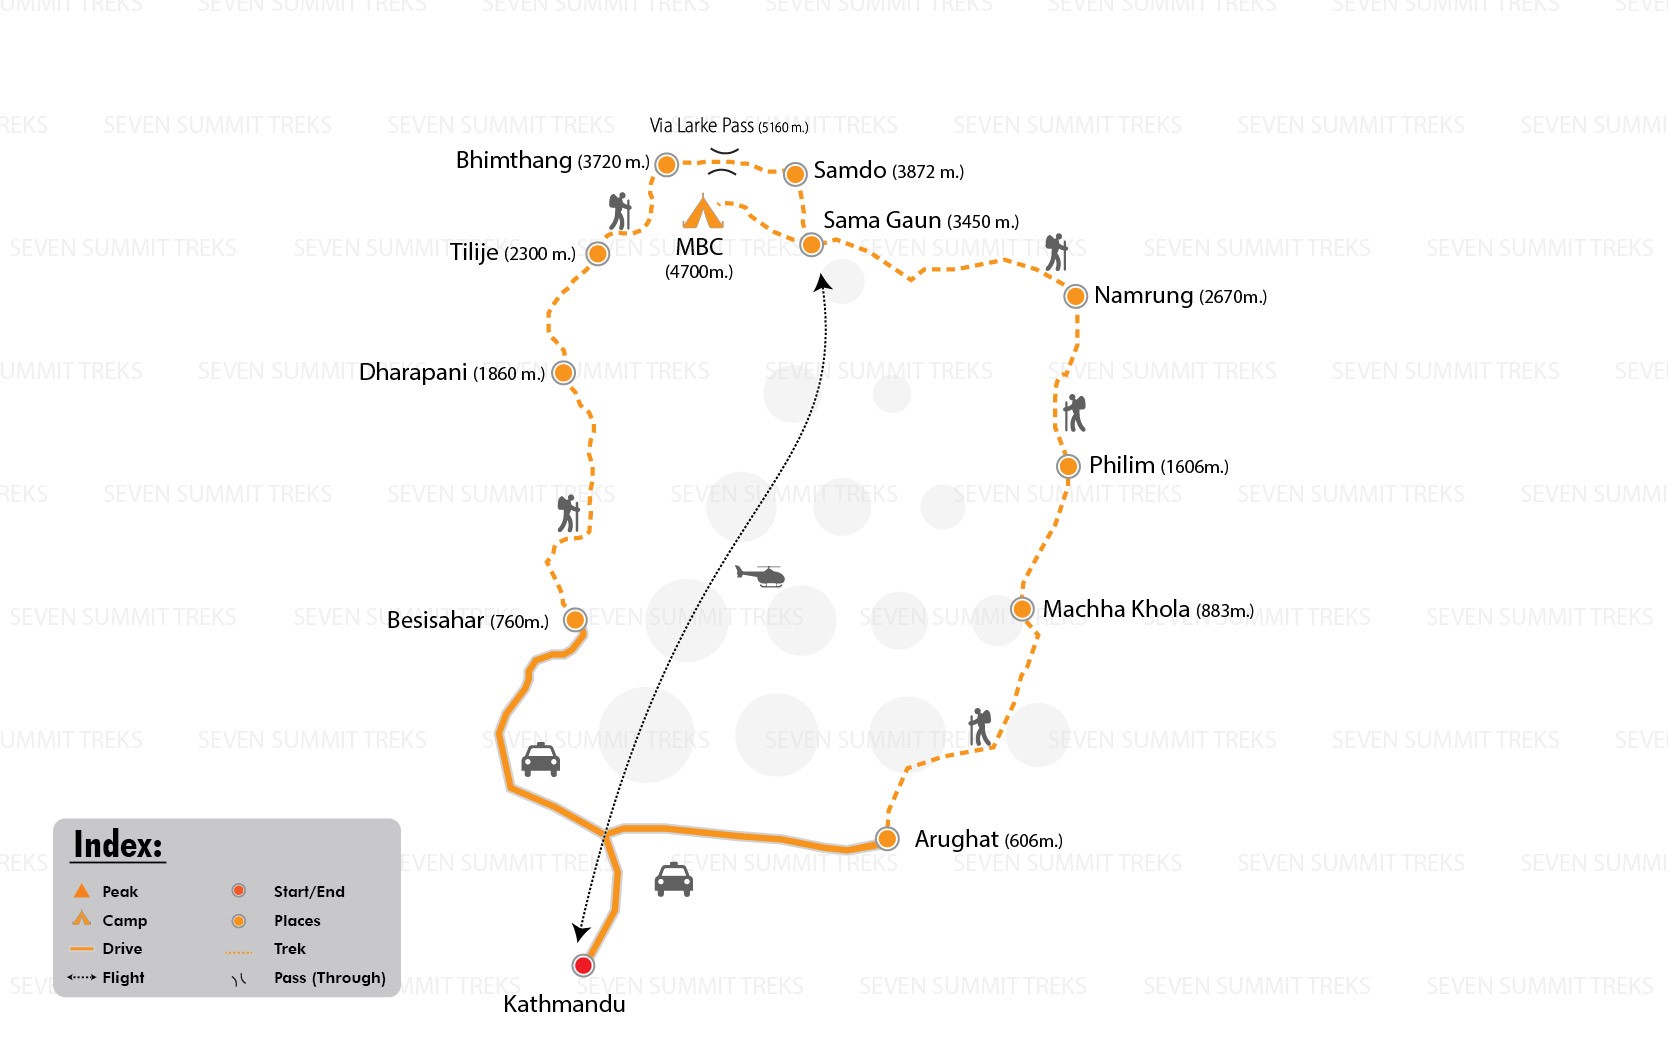 SEVEN SUMMIT TREKS
Via Larke Pass (5160 m.)
Bhimthang (3720 m.)
Samdo (3872 m.)
Sama Gaun (3450 m.)
Tilije (2300 m.)
MBC
(4700m.)
Namrung (2670m.)
Dharapani (1860 m.)
Philim (1606m.)
Machha Khola (883m.)
Besisahar (760m.)
Arughat (606m.)
Kathmandu
Index:
Peak
Start/End
Camp
Places
Drive
Trek
Flight
Pass (Through)